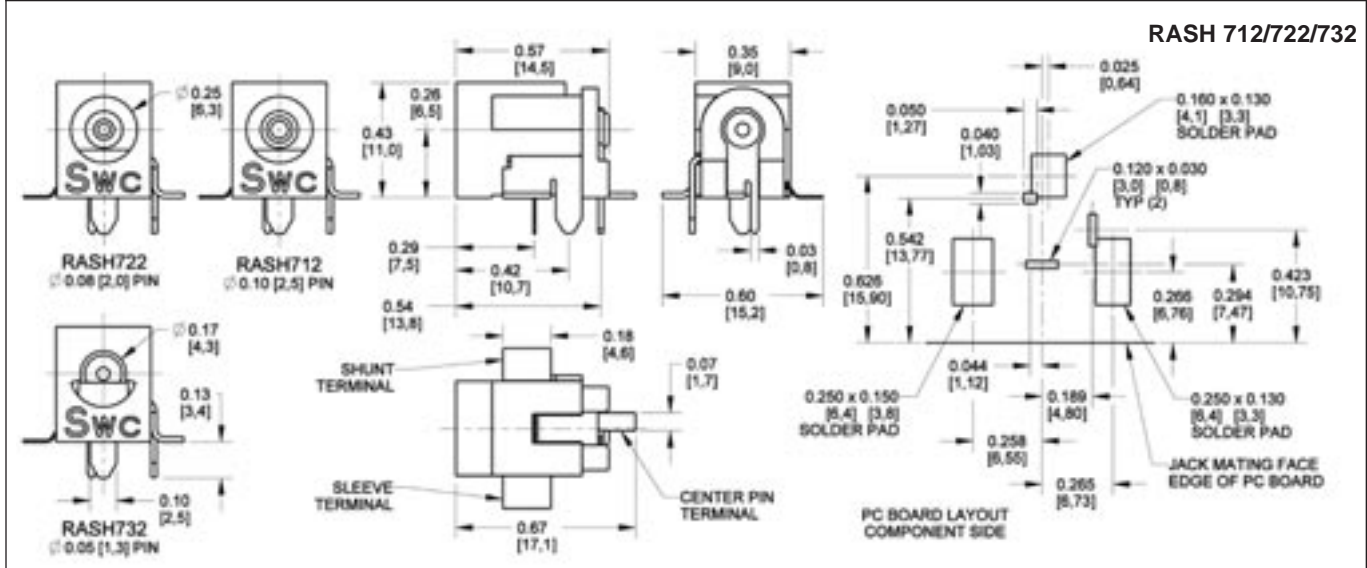 RASH 712/722/732
Ø 0.25
[6,3]
Swc
RASH722
Ø 0.08 [2,0] PIN
Swc
RASH712
Ø 0.10 [2,5] PIN
0.57
[14,5]
0.26
[6,5]
0.43
[11,0]
0.29
[7,5]
0.42
[10,7]
0.54
[13,8]
0.35
[9,0]
0.03
[0,8]
0.60
[15,2]
Ø 0.17
[4,3]
Swc
0.13
[3,4]
0.10
[2,5]
RASH732
Ø 0.05 [1,3] PIN
0.18
[4,6]
SHUNT
TERMINAL
0.07
[1,7]
SLEEVE
TERMINAL
CENTER PIN
TERMINAL
0.67
[17,1]
0.025
[0,64]
0.050
[1,27]
0.040
[1,03]
0.160 x 0.130
[4,1] [3,3]
SOLDER PAD
0.120 x 0.030
[3,0] [0,8]
TYP (2)
0.542
[13,77]
0.626
[15,90]
0.266
[6,76]
0.294
[7,47]
0.423
[10,75]
0.044
[1,12]
0.250 x 0.150
[6,4] [3,8]
SOLDER PAD
0.189
[4,80]
0.250 x 0.130
[6,4] [3,3]
SOLDER PAD
0.258
[6,55]
0.265
[6,73]
JACK MATING FACE
EDGE OF PC BOARD
PC BOARD LAYOUT
COMPONENT SIDE